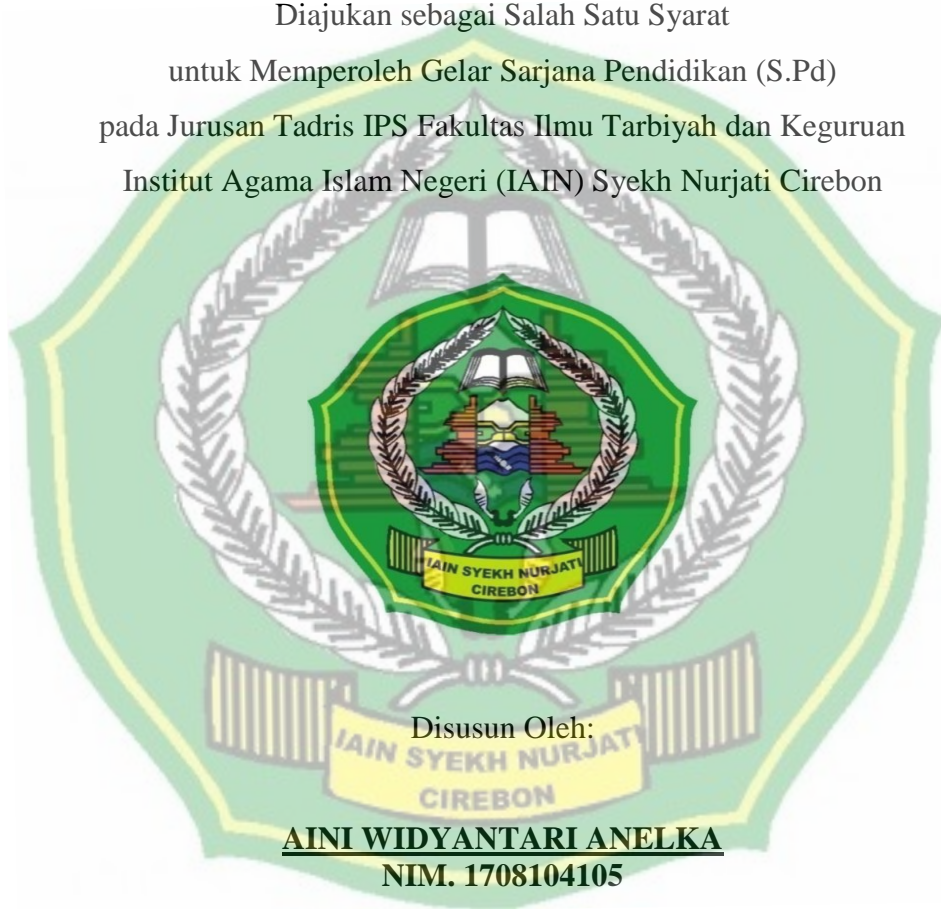 Diajukan sebagai Salah Satu Syarat
untuk Memperoleh Gelar Sarjana Pendidikan (S.Pd)
pada Jurusan Tadris IPS Fakultas Ilmu Tarbiyah dan Keguruan
Institut Agama Islam Negeri (IAIN) Syekh Nurjati Cirebon
IAIN SYEKH NURJATI
CIREBON
Disusun Oleh:
IAIN SYEKH NURJATI
CIREBON
AINI WIDYANTARI ANELKA
NIM. 1708104105